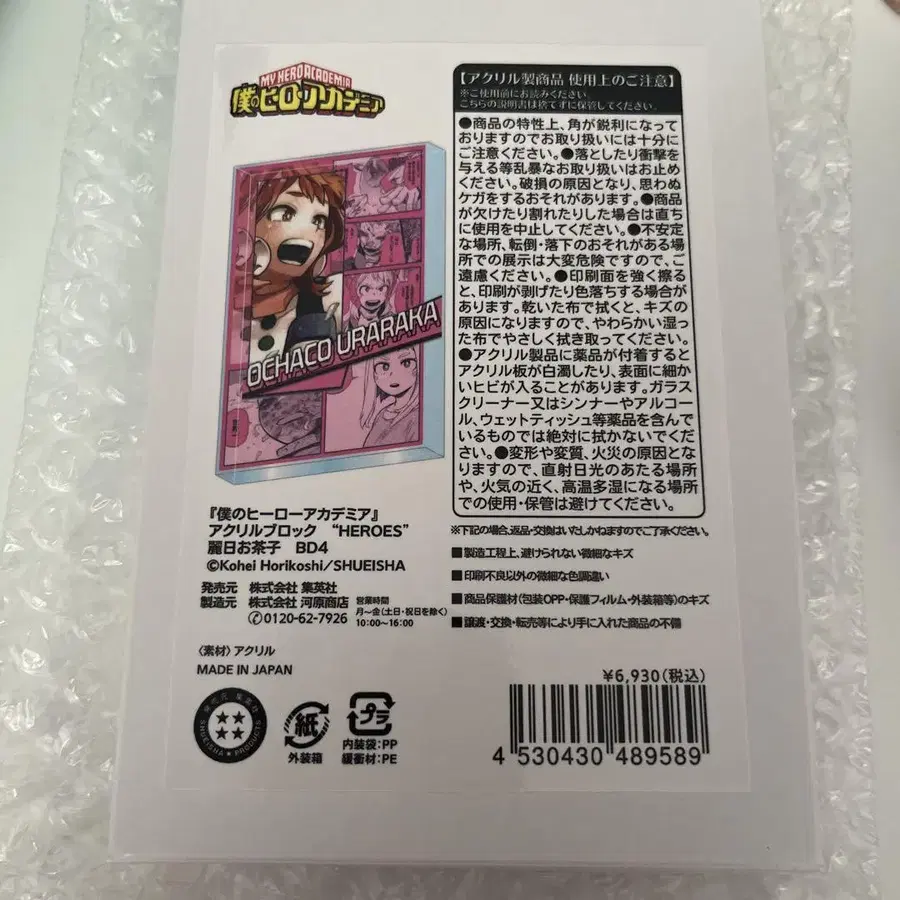 MY HERO ACADEMIA
僕のヒーローアカデミア
OCHACO URARAKA
『僕のヒーローアカデミア』
アクリルブロック “HEROES”
麗日お茶子 BD4
©Kohei Horikoshi/SHUEISHA
発売元 株式会社 集英社
製造元 株式会社 河原商店
0120-62-7926
営業時間
月~金(土日・祝日を除く)
10:00~16:00
〈素材〉アクリル
MADE IN JAPAN
発売元 集英社
SHUEISHA PRODUCTS
紙
外装箱
プラ
内装袋:PP
緩衝材:PE
【アクリル製商品 使用上のご注意】
※ご使用前にお読みください。
こちらの説明書は捨てずに保管してください。
●商品の特性上、角が鋭利になって
おりますのでお取り扱いには十分に
ご注意ください。●落としたり衝撃を
与える等乱暴なお取り扱いはお止め
ください。破損の原因となり、思わぬ
ケガをするおそれがあります。●商品
が欠けたり割れたりした場合は直ち
に使用を中止してください。●不安定
な場所、転倒・落下のおそれがある場
所での展示は大変危険ですので、ご
遠慮ください。●印刷面を強く擦る
と、印刷が剥げたり色落ちする場合が
あります。乾いた布で拭くと、キズの
原因になりますので、やわらかい湿っ
た布でやさしく拭き取ってください。
●アクリル製品に薬品が付着すると
アクリル板が白濁したり、表面に細か
いヒビが入ることがあります。ガラス
クリーナー又はシンナーやアルコー
ル、ウェットティッシュ等薬品を含んで
いるものでは絶対に拭かないでくだ
さい。●変形や変質、火災の原因とな
りますので、直射日光のあたる場所
や、火気の近く、高温多湿になる場所
での使用・保管は避けてください。
※下記の場合、返品・交換はいたしかねますのでご了承ください。
■製造工程上、避けられない微細なキズ
■印刷不良以外の微細な色調違い
■商品保護材(包装OPP・保護フィルム・外装箱等)のキズ
■譲渡・交換・転売等により手に入れた商品の不備
¥6,930(税込)
4 530430 489589